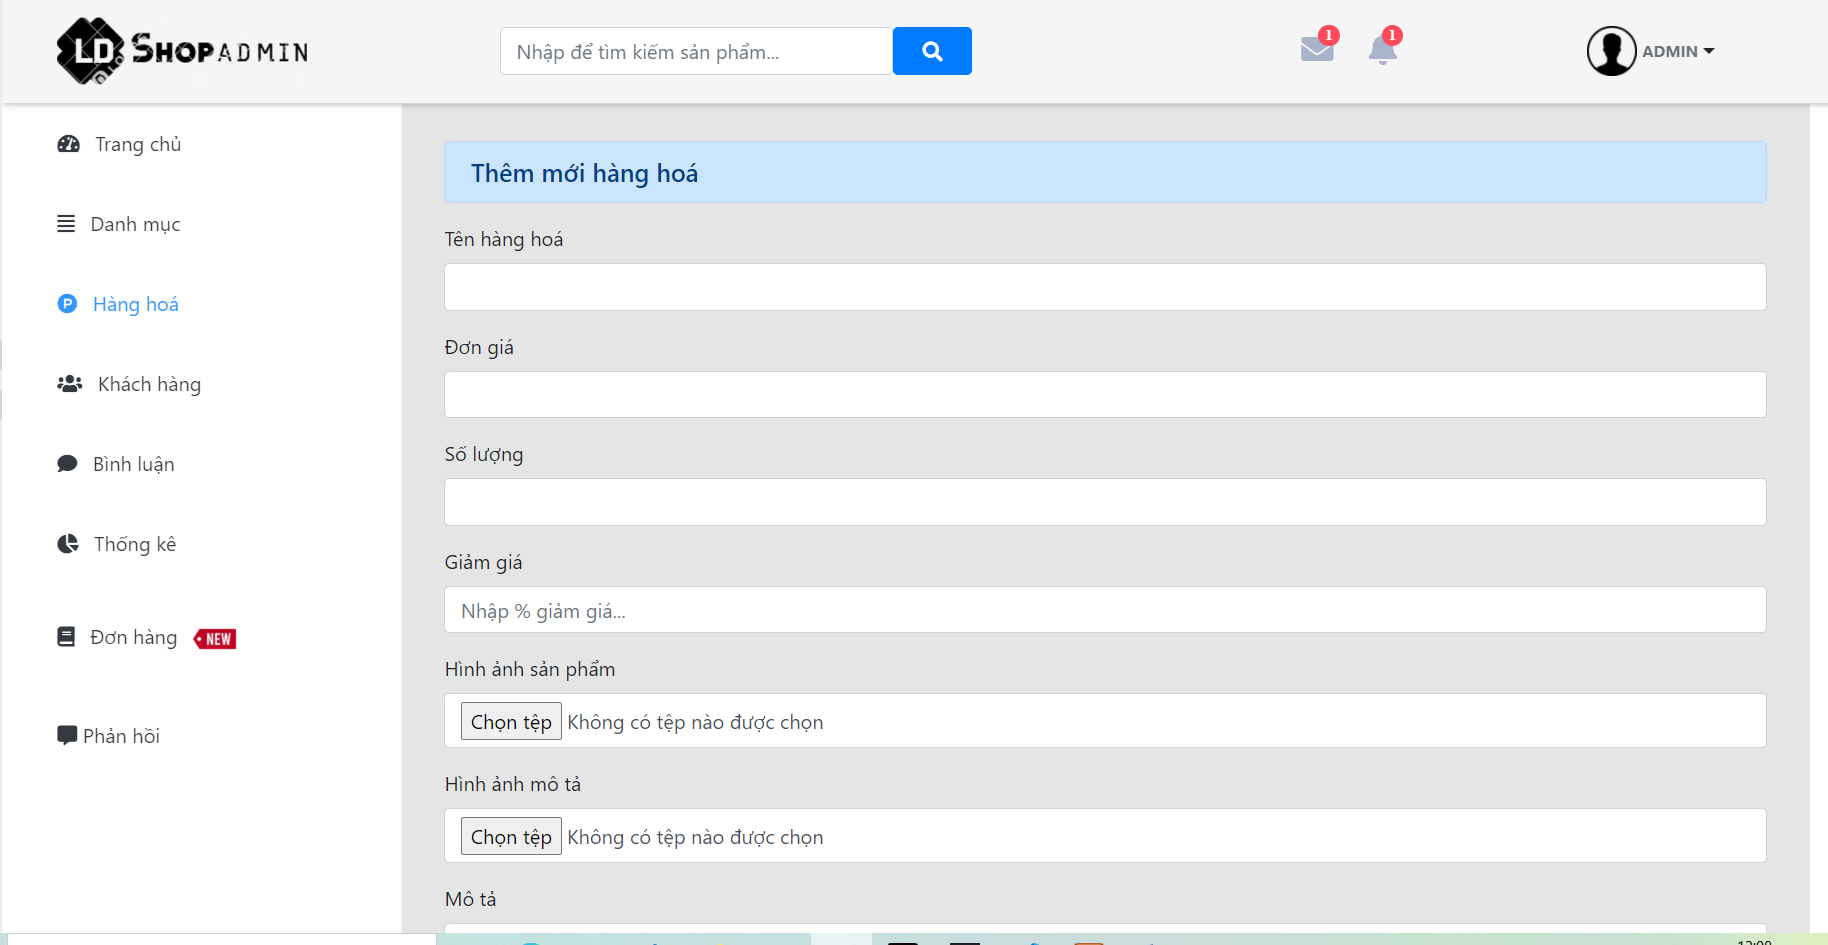 LD SHOP ADMIN
Nhập để tìm kiếm sản phẩm...
1
1
ADMIN
Trang chủ
Danh mục
Hàng hoá
Khách hàng
Bình luận
Thống kê
Đơn hàng NEW
Phản hồi
Thêm mới hàng hoá
Tên hàng hoá
Đơn giá
Số lượng
Giảm giá
Nhập % giảm giá...
Hình ảnh sản phẩm
Chọn tệp Không có tệp nào được chọn
Hình ảnh mô tả
Chọn tệp Không có tệp nào được chọn
Mô tả